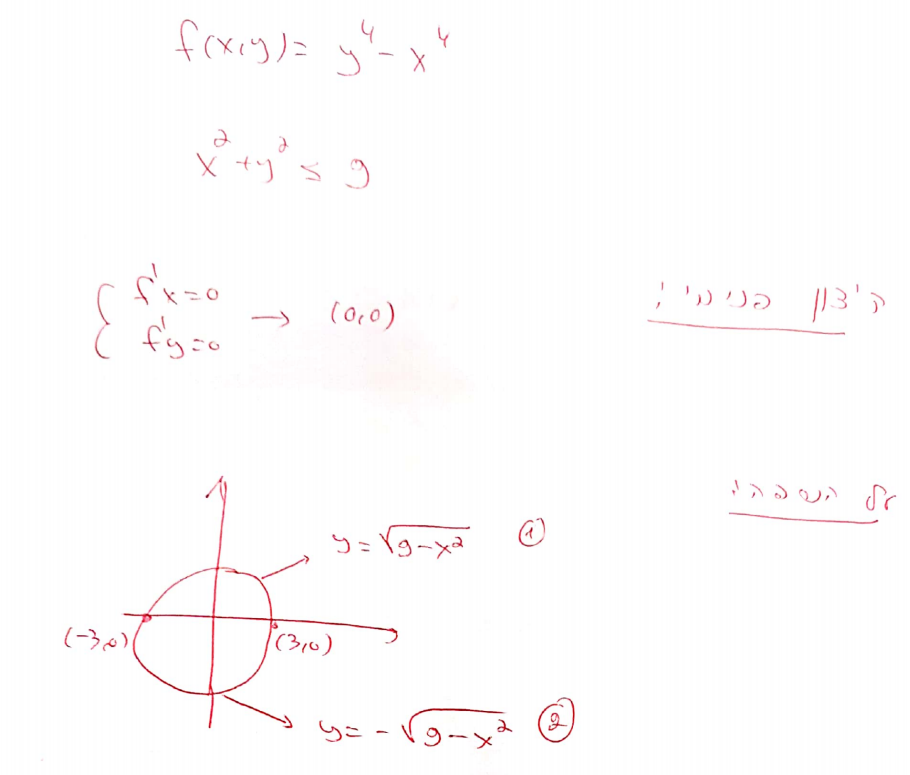 f(x,y)= y⁴-x⁴
x²+y² ≤ 9
קיצון פנימי:
{ f'x=0
f'y=0 → (0,0)
על השפה:
y=√9-x² ①
(-3,0) (3,0)
y=-√9-x² ②